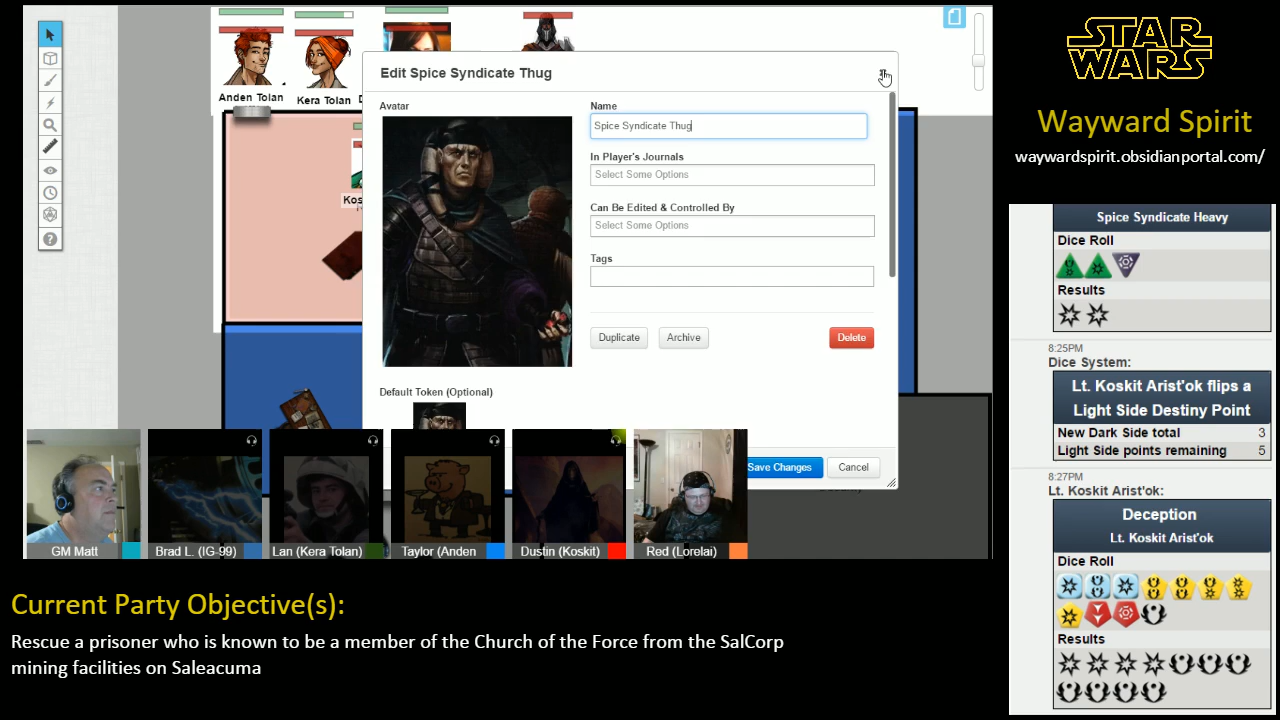 Anden Tolan
Kera Tolan
Kos
Edit Spice Syndicate Thug
Avatar
Name
Spice Syndicate Thug
In Player's Journals
Select Some Options
Can Be Edited & Controlled By
Select Some Options
Tags
Duplicate
Archive
Delete
Default Token (Optional)
Save Changes
Cancel
GM Matt
Brad L. (IG-99)
Lan (Kera Tolan)
Taylor (Anden
Dustin (Koskit)
Red (Lorelai)
Current Party Objective(s):
Rescue a prisoner who is known to be a member of the Church of the Force from the SalCorp
mining facilities on Saleacuma
STAR
WARS
Wayward Spirit
waywardspirit.obsidianportal.com/
Spice Syndicate Heavy
Dice Roll
Results
8:25PM
Dice System:
Lt. Koskit Arist'ok flips a
Light Side Destiny Point
New Dark Side total 3
Light Side points remaining 5
8:27PM
Lt. Koskit Arist'ok:
Deception
Lt. Koskit Arist'ok
Dice Roll
Results